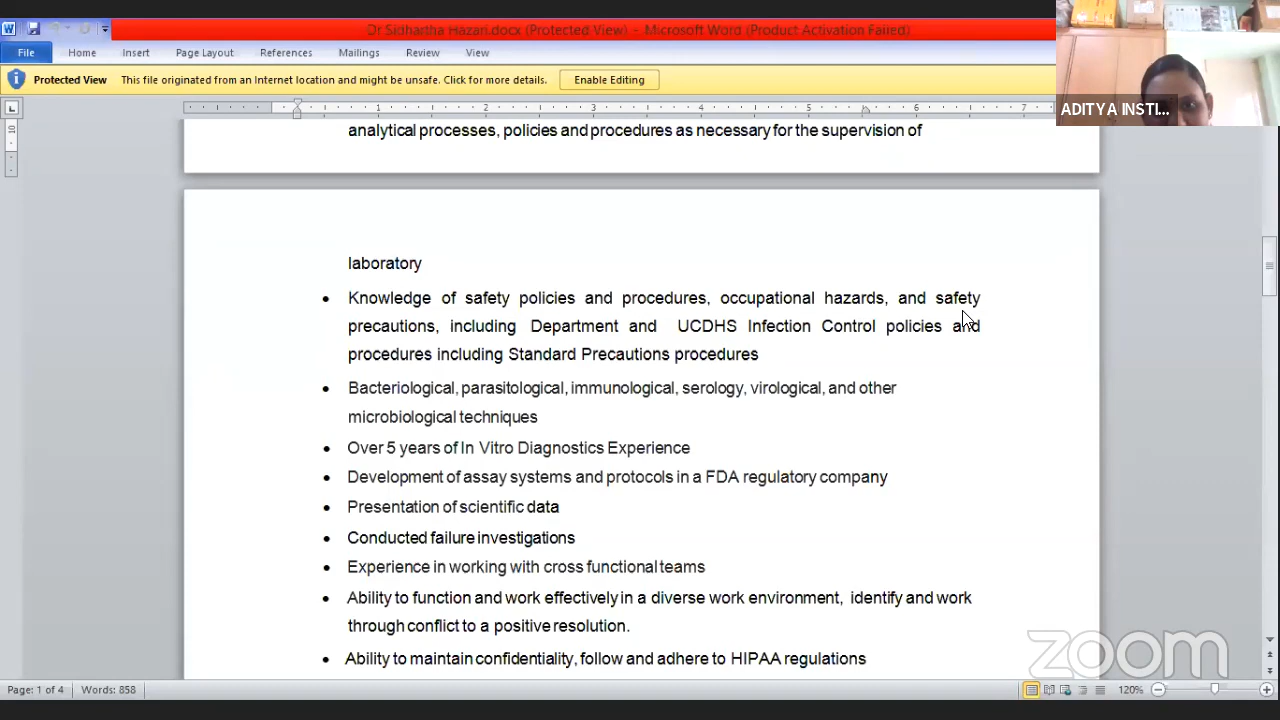 Dr Sidhartha Hazari.docx (Protected View) - Microsoft Word (Product Activation Failed)
File Home Insert Page Layout References Mailings Review View
Protected View This file originated from an Internet location and might be unsafe. Click for more details. Enable Editing
ADITYA INSTI...
1 2 3 4 5 6 7
analytical processes, policies and procedures as necessary for the supervision of
laboratory
• Knowledge of safety policies and procedures, occupational hazards, and safety
precautions, including Department and UCDHS Infection Control policies and
procedures including Standard Precautions procedures
• Bacteriological, parasitological, immunological, serology, virological, and other
microbiological techniques
• Over 5 years of In Vitro Diagnostics Experience
• Development of assay systems and protocols in a FDA regulatory company
• Presentation of scientific data
• Conducted failure investigations
• Experience in working with cross functional teams
• Ability to function and work effectively in a diverse work environment, identify and work
through conflict to a positive resolution.
• Ability to maintain confidentiality, follow and adhere to HIPAA regulations
zoom
Page: 1 of 4 Words: 858 120%